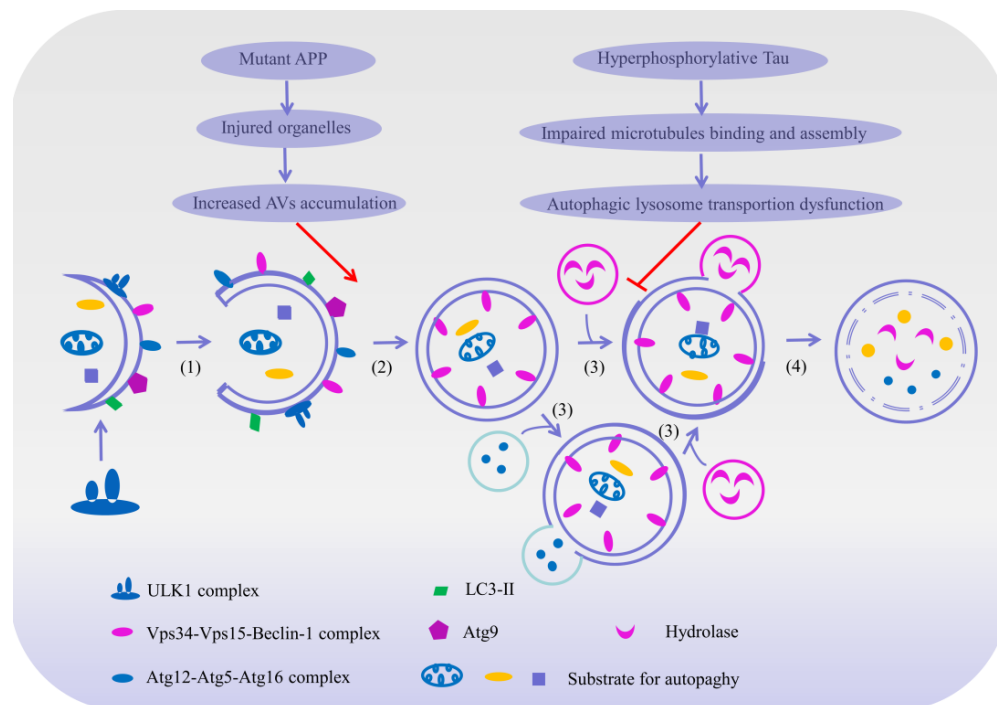 Mutant APP
Hyperphosphorylative Tau
Injured organelles
Impaired microtubules binding and assembly
Increased AVs accumulation
Autophagic lysosome transportion dysfunction
(1)
(2)
(3)
(4)
(3)
(3)
ULK1 complex
LC3-II
Vps34-Vps15-Beclin-1 complex
Atg9
Hydrolase
Atg12-Atg5-Atg16 complex
Substrate for autopaghy